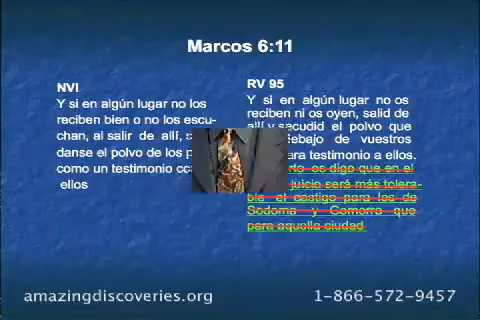 Marcos 6:11
NVI
Y si en algún lugar no los
reciben bien o no los escu-
chan, al salir de allí,
danse el polvo de los
como un testimonio
ellos
RV 95
Y si en algún lugar no os
reciben ni os oyen, salid de
allí y sacudid el polvo que
debajo de vuestros
para testimonio a ellos.
os digo que en el
juicio será más tolera-
ble el castigo para los de
Sodoma y Gomorra que
para aquella ciudad
amazingdiscoveries.org
1-866-572-9457